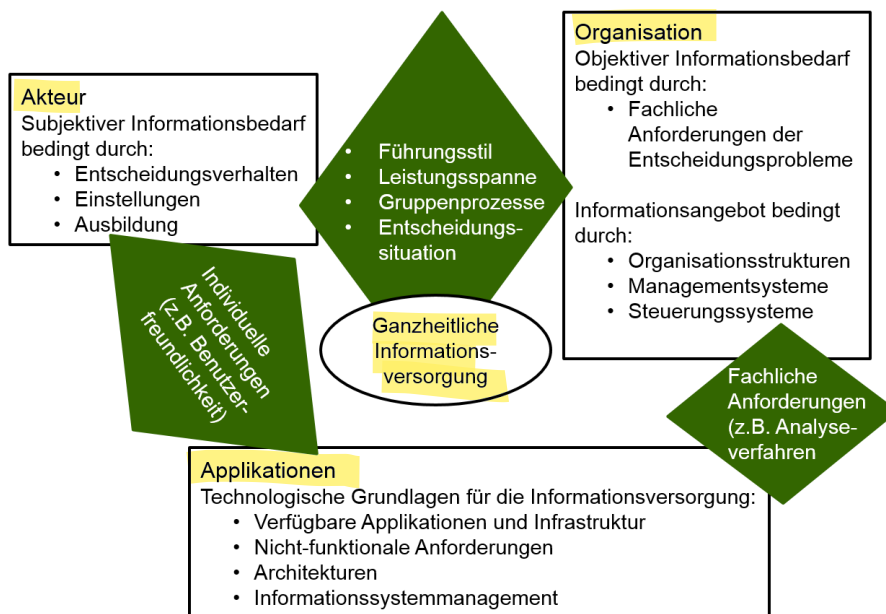 Akteur
Subjektiver Informationsbedarf
bedingt durch:
• Entscheidungsverhalten
• Einstellungen
• Ausbildung
• Führungsstil
• Leistungsspanne
• Gruppenprozesse
• Entscheidungs-
situation
Organisation
Objektiver Informationsbedarf
bedingt durch:
• Fachliche
Anforderungen der
Entscheidungsprobleme
Informationsangebot bedingt
durch:
• Organisationsstrukturen
• Managementsysteme
• Steuerungssysteme
Individuelle
Anforderungen
(z.B. Benutzer-
freundlichkeit)
Ganzheitliche
Informations-
versorgung
Fachliche
Anforderungen
(z.B. Analyse-
verfahren
Applikationen
Technologische Grundlagen für die Informationsversorgung:
• Verfügbare Applikationen und Infrastruktur
• Nicht-funktionale Anforderungen
• Architekturen
• Informationssystemmanagement